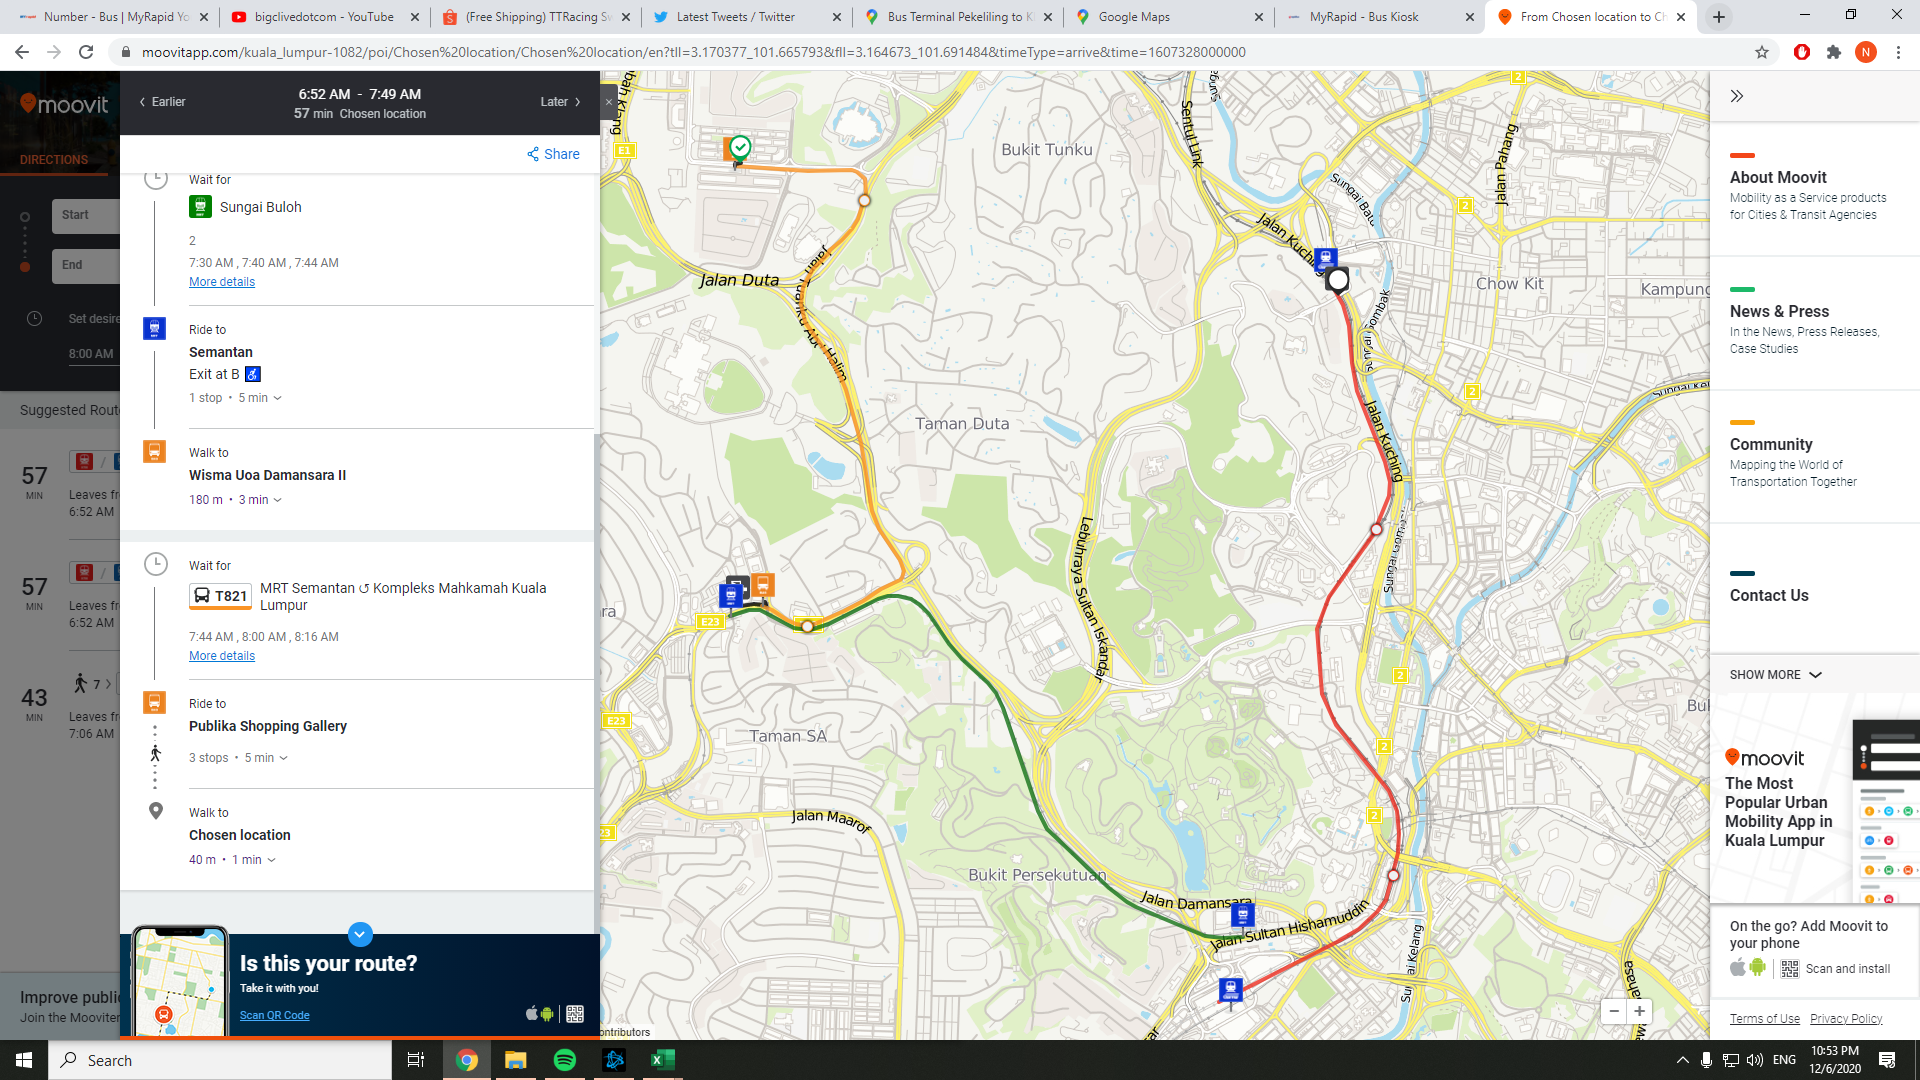 Number - Bus | MyRapid Yo
bigclivedotcom - YouTube
(Free Shipping) TTRacing Sw
Latest Tweets / Twitter
Bus Terminal Pekeliling to K
Google Maps
MyRapid - Bus Kiosk
From Chosen location to Ch
moovitapp.com/kuala_lumpur-1082/poi/Chosen%20location/Chosen%20location/en?tll=3.170377_101.665793&fll=3.164673_101.691484&timeType=arrive&time=1607328000000
N
moovit
DIRECTIONS
Start
End
Set desire
8:00 AM
Suggested Rout
57
MIN
Leaves fr
6:52 AM
57
MIN
Leaves fr
6:52 AM
43
MIN
7
Leaves fr
7:06 AM
Improve public
Join the Mooviter
Earlier
6:52 AM - 7:49 AM
57 min Chosen location
Later
Share
Wait for
Sungai Buloh
2
7:30 AM , 7:40 AM , 7:44 AM
More details
Ride to
Semantan
Exit at B
1 stop • 5 min
Walk to
Wisma Uoa Damansara II
180 m • 3 min
Wait for
T821 MRT Semantan ↺ Kompleks Mahkamah Kuala
Lumpur
7:44 AM , 8:00 AM , 8:16 AM
More details
Ride to
Publika Shopping Gallery
3 stops • 5 min
Walk to
Chosen location
40 m • 1 min
Is this your route?
Take it with you!
Scan QR Code
E1
Bukit Tunku
Sentul Link
Jalan Pahang
2
Sungai Batu
2
Jalan Kuching
Jalan Duta
Chow Kit
Kampung
Sungai Gombak
2
Taman Duta
Jalan Kuching
Lebuhraya Sultan Iskandar
E23
2
E23
Taman SA
2
2
23
Jalan Maarof
Bukit Persekutuan
Jalan Damansara
Jalan Sultan Hishamuddin
ontributors
About Moovit
Mobility as a Service products
for Cities & Transit Agencies
News & Press
In the News, Press Releases,
Case Studies
Community
Mapping the World of
Transportation Together
Contact Us
SHOW MORE
moovit
The Most
Popular Urban
Mobility App in
Kuala Lumpur
On the go? Add Moovit to
your phone
Scan and install
Terms of Use Privacy Policy
Search
ENG
10:53 PM
12/6/2020